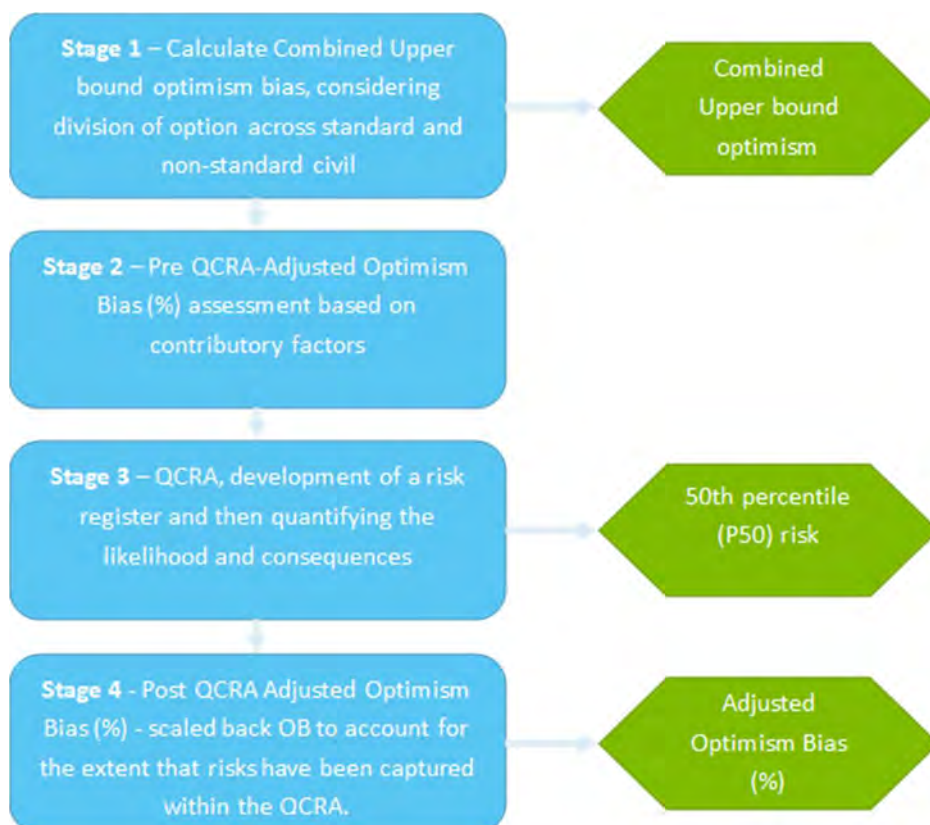 Stage 1 – Calculate Combined Upper
bound optimism bias, considering
division of option across standard and
non-standard civil
Combined
Upper bound
optimism
Stage 2 – Pre QCRA-Adjusted Optimism
Bias (%) assessment based on
contributory factors
Stage 3 – QCRA, development of a risk
register and then quantifying the
likelihood and consequences
50th percentile
(P50) risk
Stage 4 - Post QCRA Adjusted Optimism
Bias (%) - scaled back OB to account for
the extent that risks have been captured
within the QCRA.
Adjusted
Optimism Bias
(%)